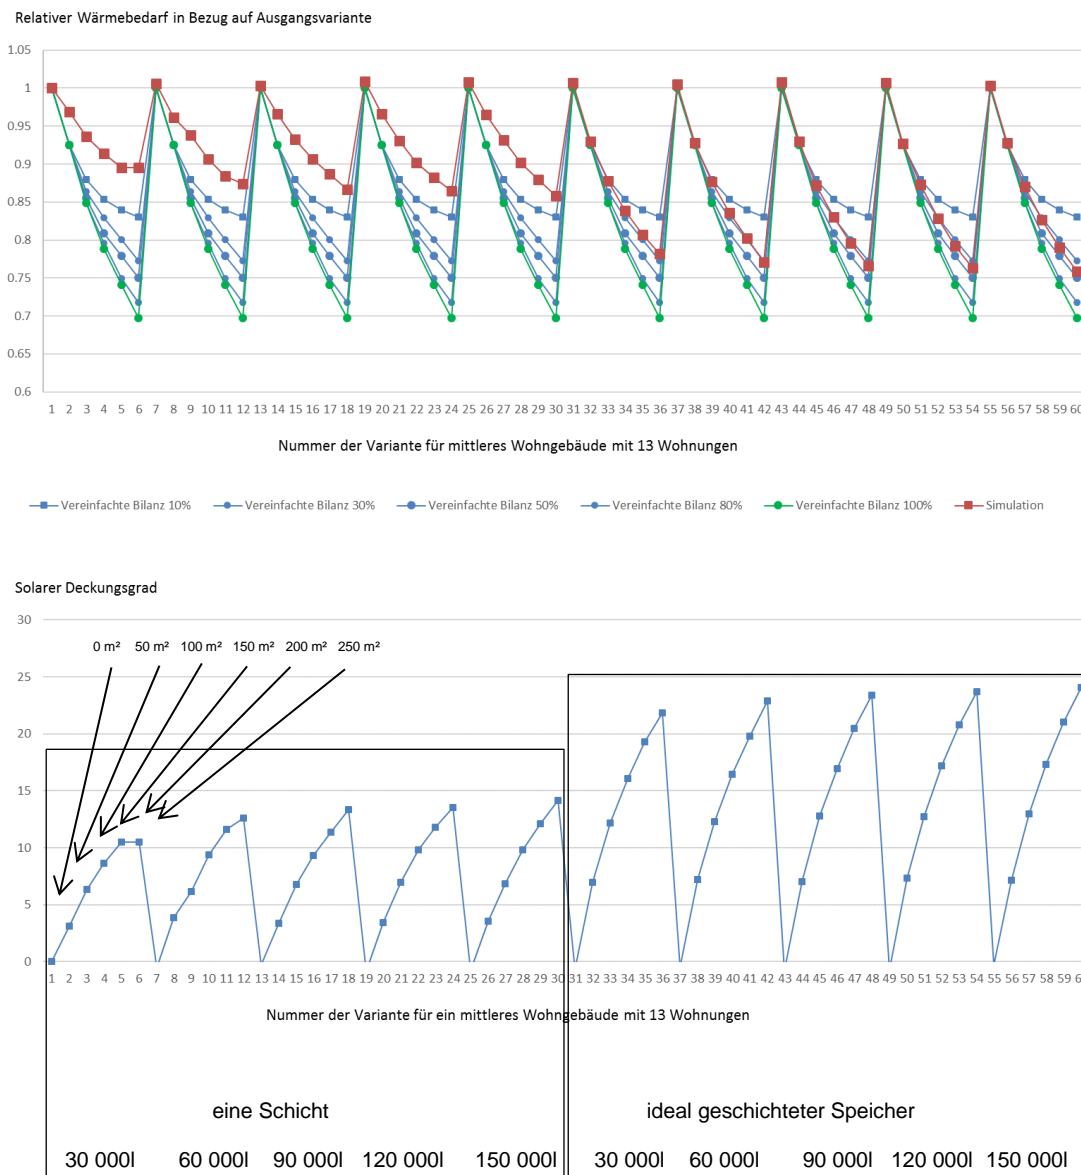 Relativer Wärmebedarf in Bezug auf Ausgangsvariante
1.05
1
0.95
0.9
0.85
0.8
0.75
0.7
0.65
0.6
1 2 3 4 5 6 7 8 9 10 11 12 13 14 15 16 17 18 19 20 21 22 23 24 25 26 27 28 29 30 31 32 33 34 35 36 37 38 39 40 41 42 43 44 45 46 47 48 49 50 51 52 53 54 55 56 57 58 59 60
Nummer der Variante für mittleres Wohngebäude mit 13 Wohnungen
Vereinfachte Bilanz 10% Vereinfachte Bilanz 30% Vereinfachte Bilanz 50% Vereinfachte Bilanz 80% Vereinfachte Bilanz 100% Simulation
Solarer Deckungsgrad
30
0 m² 50 m² 100 m² 150 m² 200 m² 250 m²
25
20
15
10
5
0
1 2 3 4 5 6 7 8 9 10 11 12 13 14 15 16 17 18 19 20 21 22 23 24 25 26 27 28 29 30 31 32 33 34 35 36 37 38 39 40 41 42 43 44 45 46 47 48 49 50 51 52 53 54 55 56 57 58 59 6
Nummer der Variante für ein mittleres Wohngebäude mit 13 Wohnungen
eine Schicht ideal geschichteter Speicher
30 000l 60 000l 90 000l 120 000l 150 000l 30 000l 60 000l 90 000l 120 000l 150 000l